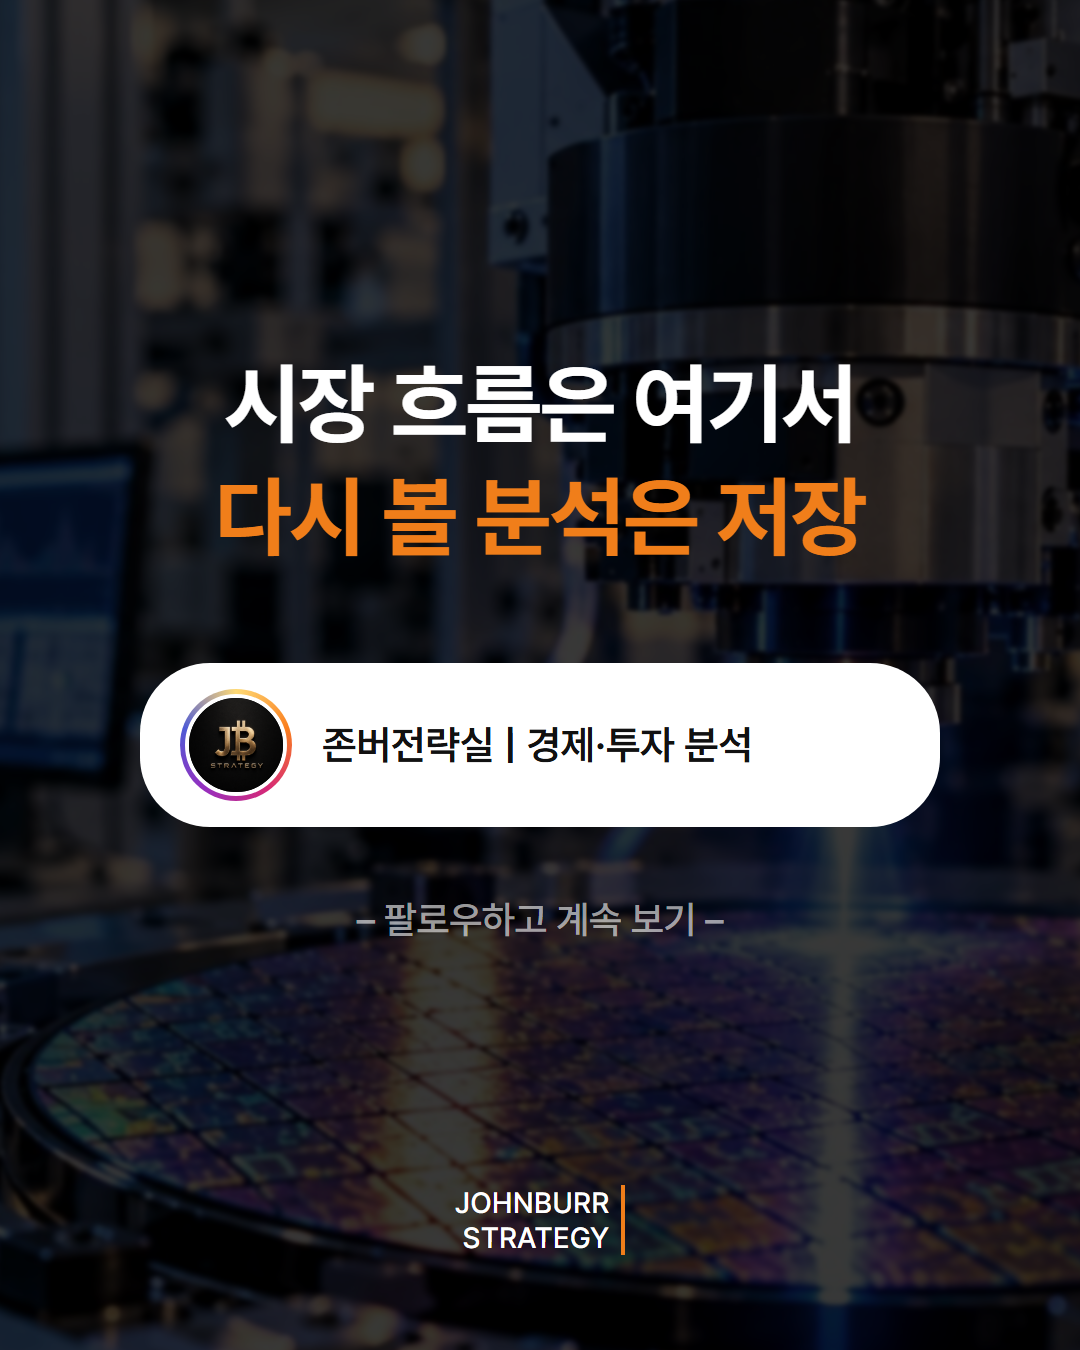 시장 흐름은 여기서
다시 볼 분석은 저장
JB
STRATEGY
존버전략실 | 경제·투자 분석
– 팔로우하고 계속 보기 –
JOHNBURR
STRATEGY